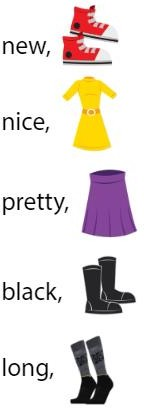 new,
nice,
pretty,
black,
long,